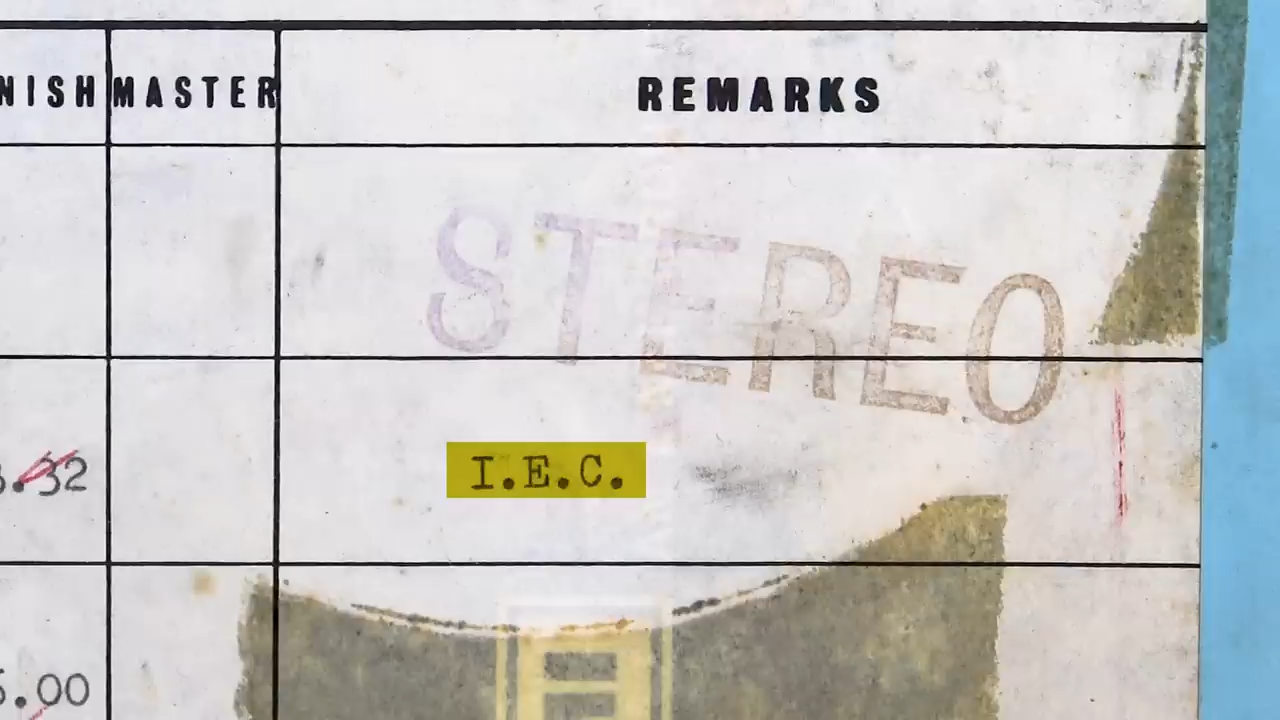 NISH MASTER REMARKS
STEREO
.32 I.E.C.
.00